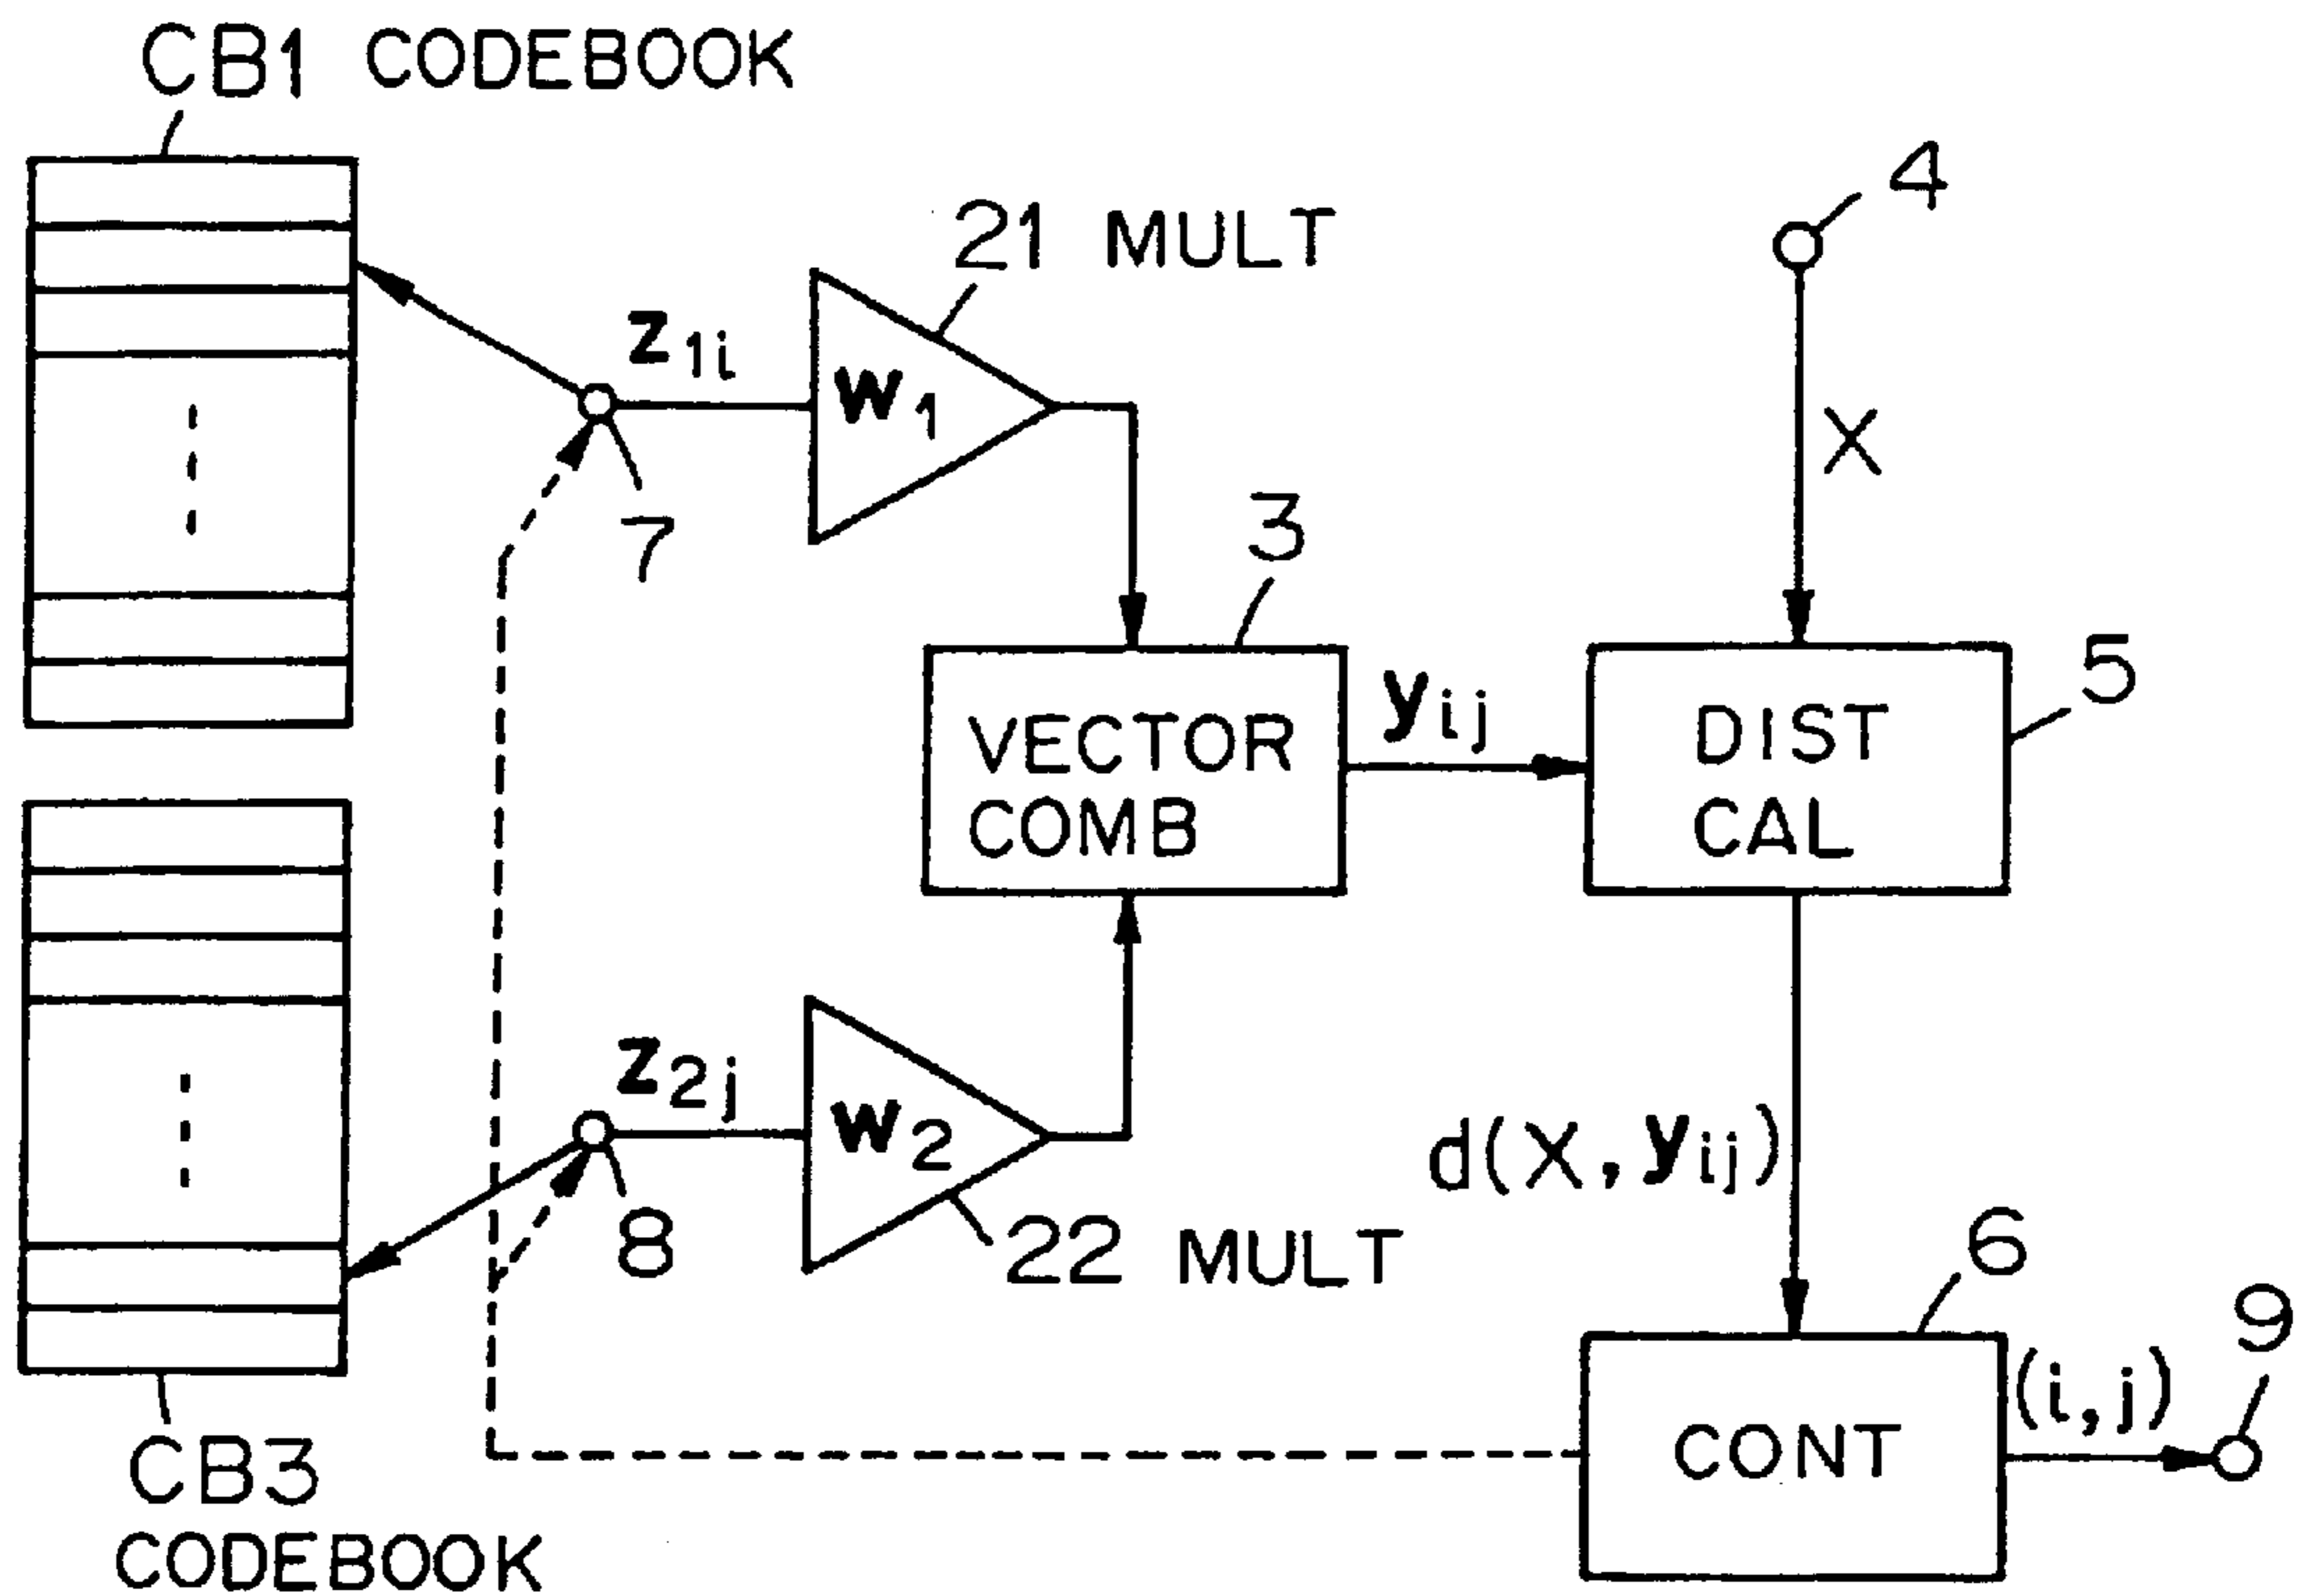 CB1 CODEBOOK
4
21 MULT
z1i
w1
X
7
3
5
yij
VECTOR
COMB
DIST
CAL
z2j
w2
d(X,yij)
8
22 MULT
6
9
(i,j)
CONT
CB3
CODEBOOK